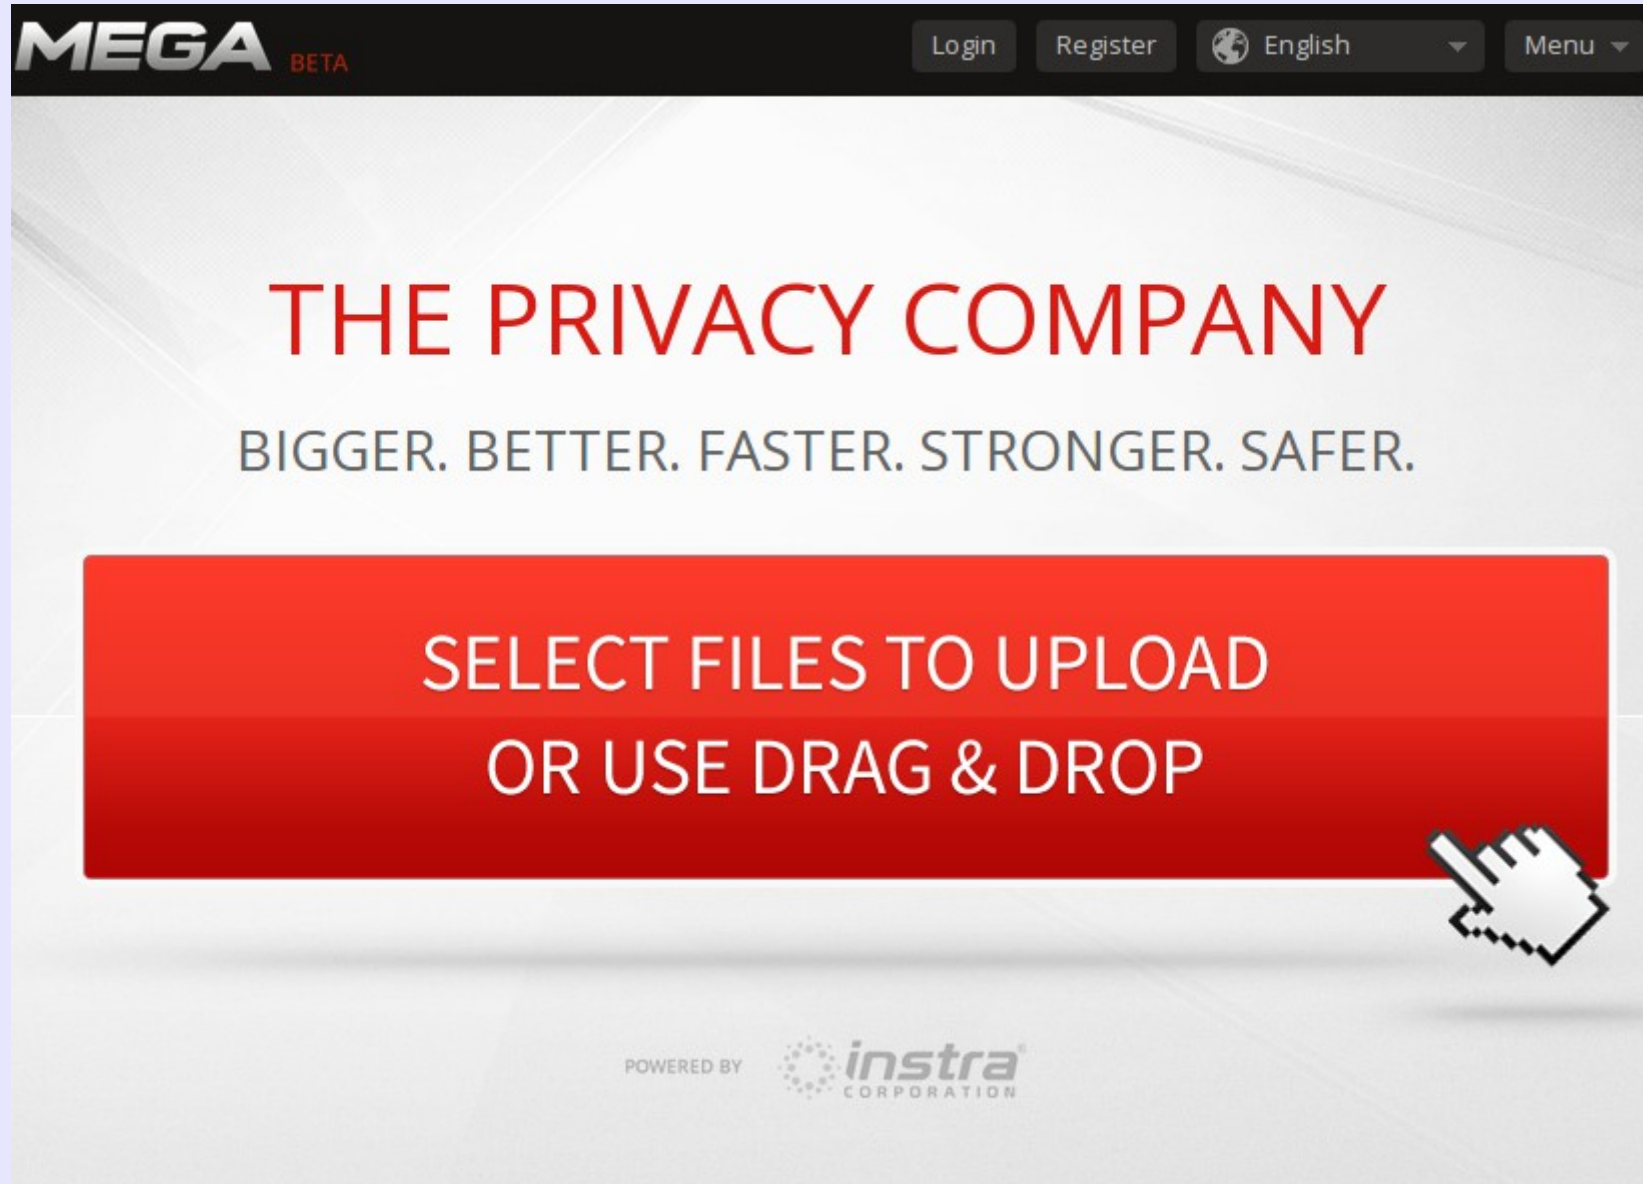 MEGA BETA
Login Register English Menu
THE PRIVACY COMPANY
BIGGER. BETTER. FASTER. STRONGER. SAFER.
SELECT FILES TO UPLOAD
OR USE DRAG & DROP
POWERED BY instra®
CORPORATION